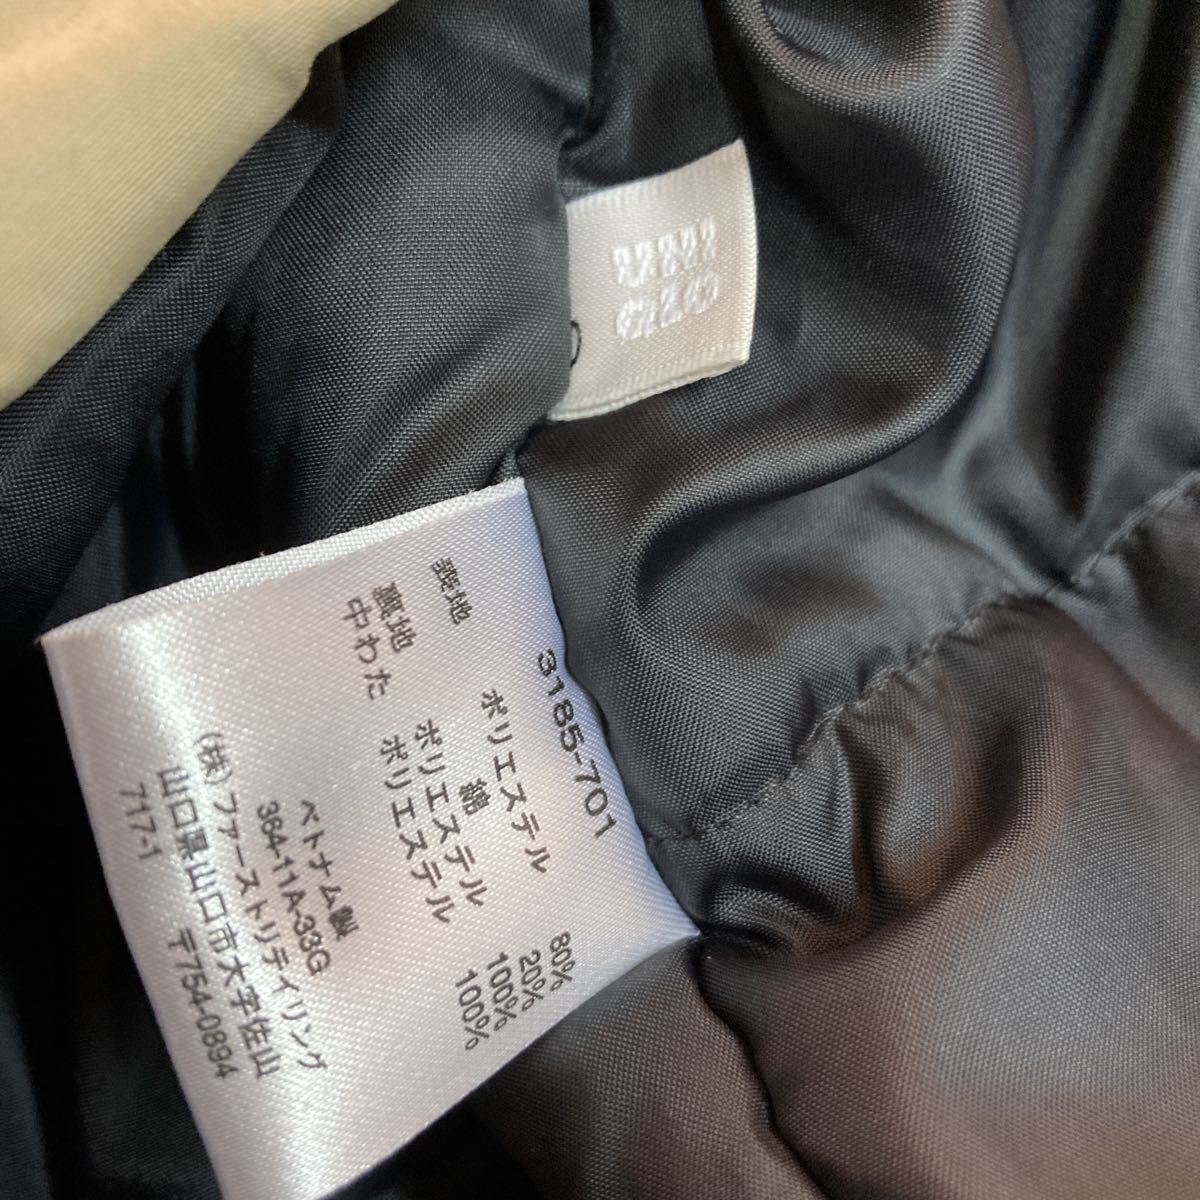 UNI
QLO
3185-701
表地 ポリエステル 80%
綿 20%
裏地 ポリエステル 100%
中わた ポリエステル 100%
ベトナム製
364-11A-33G
(株)ファーストリテイリング
山口県山口市大字佐山
717-1 〒754-0894